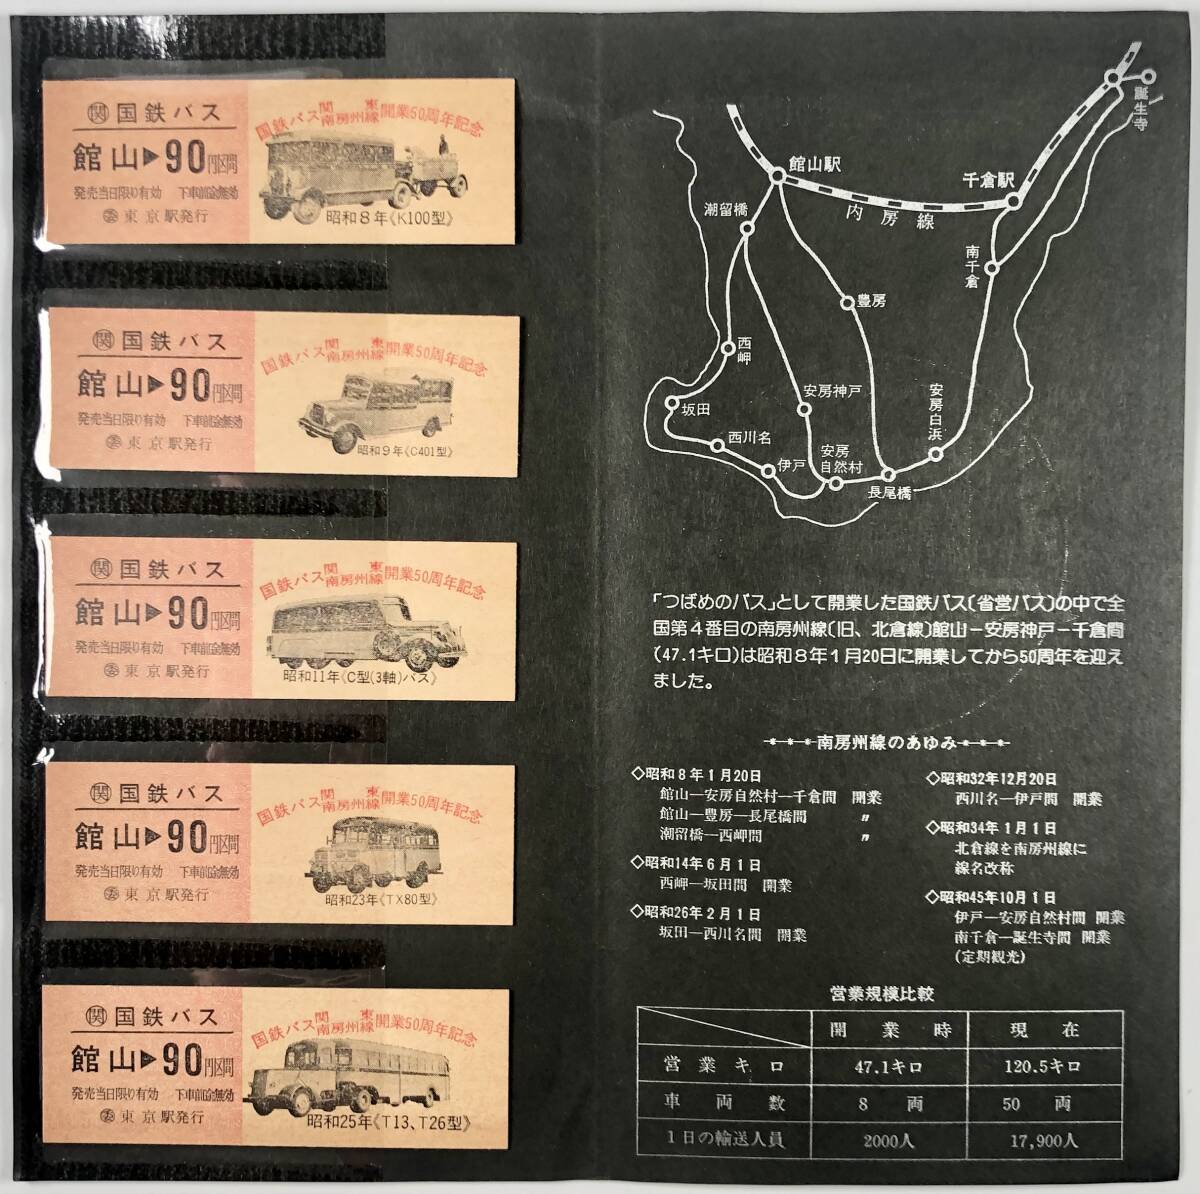 ㊇国鉄バス
館山▶90円区間
発売当日限り有効 下車前途無効
東京駅発行
国鉄バス関東南房州線開業50周年記念
昭和8年《K100型》
国鉄バス
館山▶90円区間
発売当日限り有効 下車前途無効
東京駅発行
国鉄バス関東南房州線開業50周年記念
昭和9年《C401型》
国鉄バス
館山▶90円区間
発売当日限り有効 下車前途無効
東京駅発行
国鉄バス関東南房州線開業50周年記念
昭和11年《C型(3軸)バス》
国鉄バス
館山▶90円区間
発売当日限り有効 下車前途無効
東京駅発行
国鉄バス関東南房州線開業50周年記念
昭和23年《TX80型》
国鉄バス
館山▶90円区間
発売当日限り有効 下車前途無効
東京駅発行
国鉄バス関東南房州線開業50周年記念
昭和25年《T13、T26型》
誕生寺
館山駅
千倉駅
潮留橋
内房線
南千倉
豊房
西岬
坂田
安房神戸
安房白浜
西川名
伊戸
安房自然村
長尾橋
「つばめのバス」として開業した国鉄バス〔省営バス〕の中で全
国第4番目の南房州線〔旧、北倉線〕館山－安房神戸－千倉間
〔47.1キロ〕は昭和8年1月20日に開業してから50周年を迎え
ました。
南房州線のあゆみ
◇昭和8年1月20日
館山―安房自然村―千倉間 開業
館山―豊房―長尾橋間 〃
潮留橋―西岬間 〃
◇昭和14年6月1日
西岬―坂田間 開業
◇昭和26年2月1日
坂田―西川名間 開業
◇昭和32年12月20日
西川名―伊戸間 開業
◇昭和34年1月1日
北倉線を南房州線に
線名改称
◇昭和45年10月1日
伊戸―安房自然村間 開業
南千倉―誕生寺間 開業
(定期観光)
営業規模比較
開業時 現在
営業キロ 47.1キロ 120.5キロ
車両数 8両 50両
1日の輸送人員 2000人 17,900人